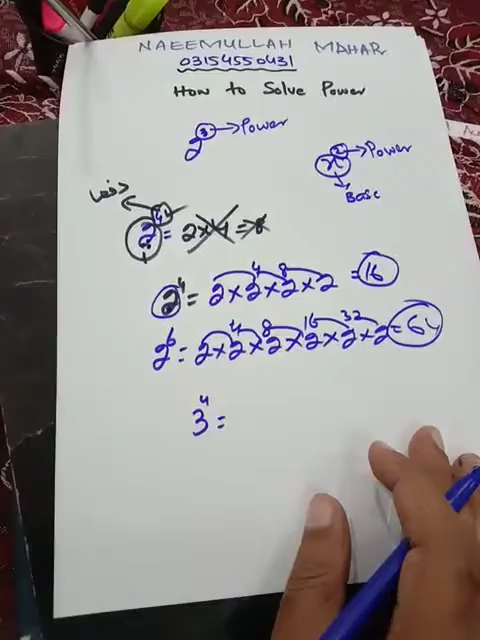 NAEEMULLAH MAHAR
03154550431
How to Solve Power
2³ → Power
x² → Power
Base
دفعہ
2⁴ = 2×4 = 8
2⁴ = 2×2×2×2 = 16
4 8
2⁶ = 2×2×2×2×2×2 = 64
4 8 16 32
3⁴ =